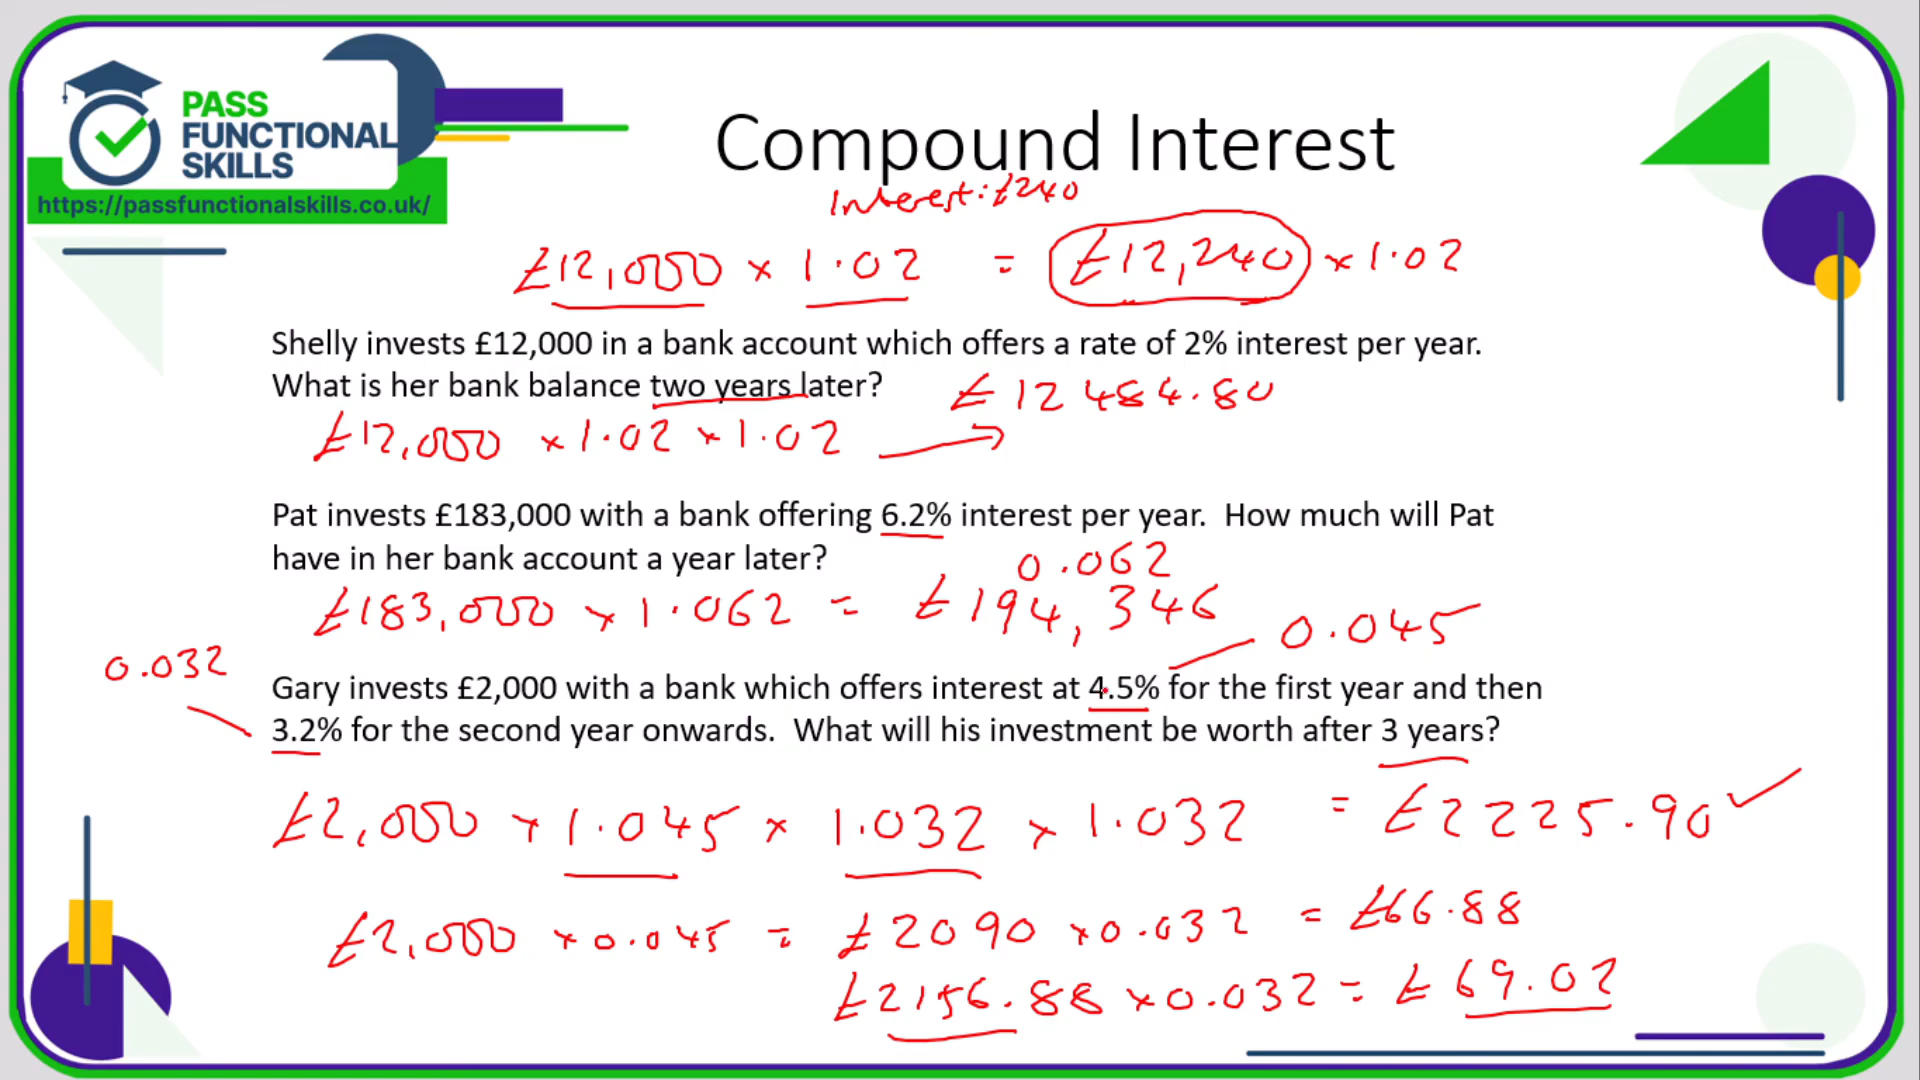 PASS
FUNCTIONAL
SKILLS
https://passfunctionalskills.co.uk/
Compound Interest
Interest: £240
£12,000 × 1.02 = £12,240 × 1.02
Shelly invests £12,000 in a bank account which offers a rate of 2% interest per year.
What is her bank balance two years later?
£12484.80
£12,000 × 1.02 × 1.02
Pat invests £183,000 with a bank offering 6.2% interest per year. How much will Pat
have in her bank account a year later?
0.062
£183,000 × 1.062 = £194,346
0.045
0.032
Gary invests £2,000 with a bank which offers interest at 4.5% for the first year and then
3.2% for the second year onwards. What will his investment be worth after 3 years?
£2,000 × 1.045 × 1.032 × 1.032 = £2225.90
£2,000 × 0.045 = £2090 × 0.032 = £66.88
£2156.88 × 0.032 = £69.02